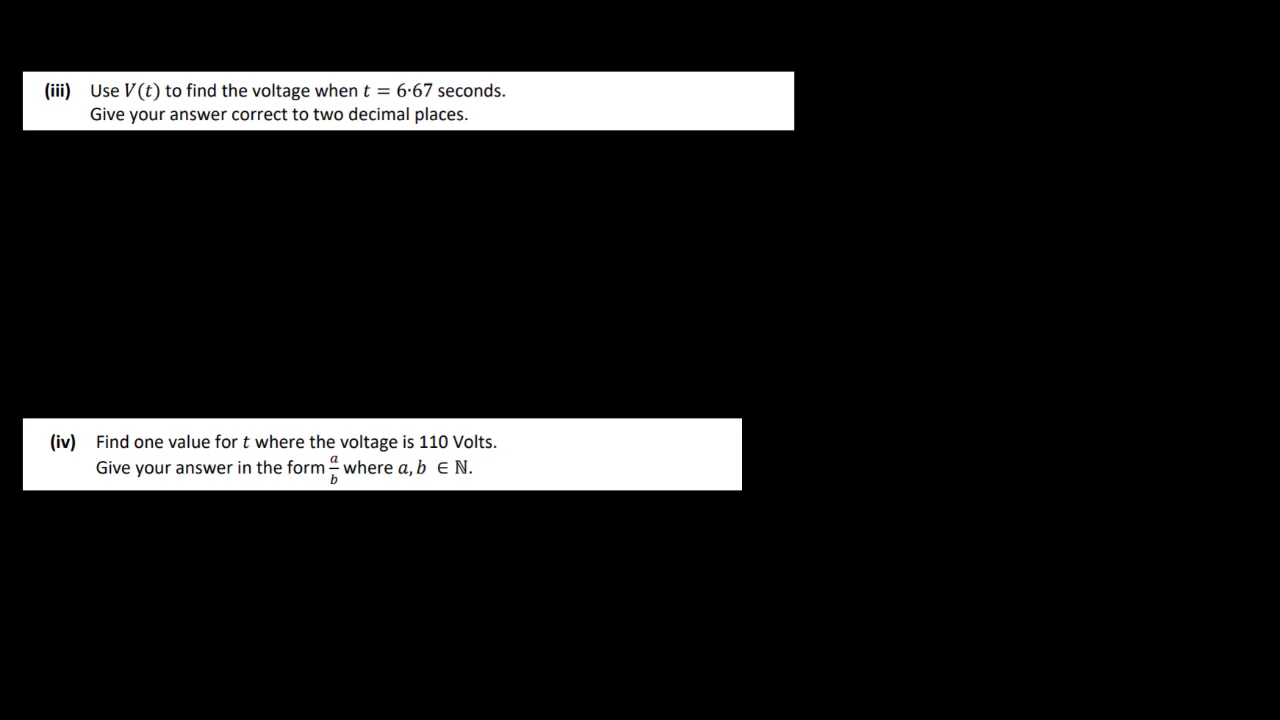 (iii) Use V(t) to find the voltage when t = 6·67 seconds.
Give your answer correct to two decimal places.
(iv) Find one value for t where the voltage is 110 Volts.
Give your answer in the form a/b where a, b ∈ ℕ.